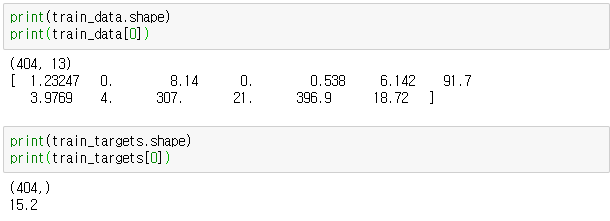 print(train_data.shape)
print(train_data[0])
(404, 13)
[ 1.23247 0. 8.14 0. 0.538 6.142 91.7
3.9769 4. 307. 21. 396.9 18.72 ]
print(train_targets.shape)
print(train_targets[0])
(404,)
15.2